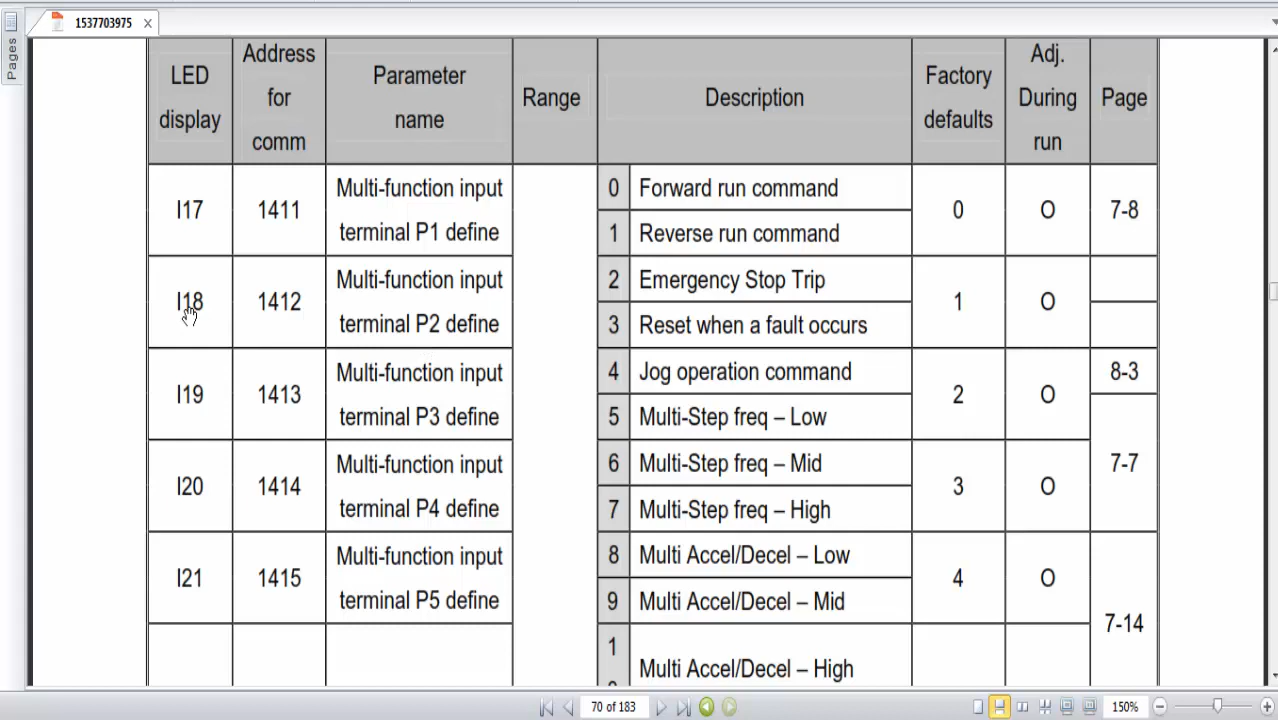 1537703975
Pages
LED
display
Address
for
comm
Parameter
name
Range
Description
Factory
defaults
Adj.
During
run
Page
I17
1411
Multi-function input
terminal P1 define
0 Forward run command
1 Reverse run command
0
O
7-8
I18
1412
Multi-function input
terminal P2 define
2 Emergency Stop Trip
3 Reset when a fault occurs
1
O
I19
1413
Multi-function input
terminal P3 define
4 Jog operation command
5 Multi-Step freq – Low
2
O
8-3
I20
1414
Multi-function input
terminal P4 define
6 Multi-Step freq – Mid
7 Multi-Step freq – High
3
O
7-7
I21
1415
Multi-function input
terminal P5 define
8 Multi Accel/Decel – Low
9 Multi Accel/Decel – Mid
4
O
7-14
1
Multi Accel/Decel – High
70 of 183
150%